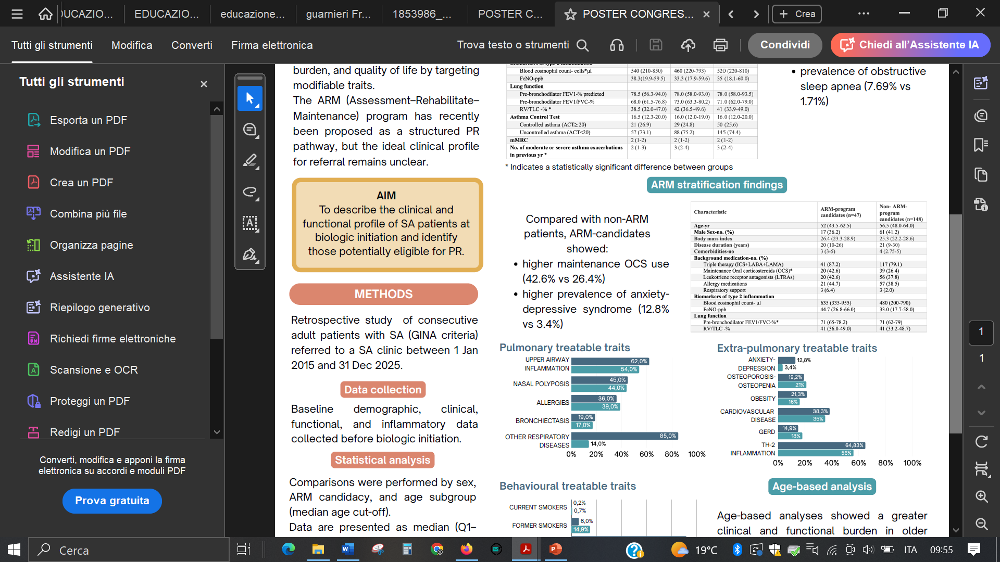 DUCAZIO...
EDUCAZIO...
educazione...
guarnieri Fr...
1853986_...
POSTER C...
POSTER CONGRES...
Crea
Tutti gli strumenti
Modifica
Converti
Firma elettronica
Trova testo o strumenti
Condividi
Chiedi all'Assistente IA
Tutti gli strumenti
Esporta un PDF
Modifica un PDF
Crea un PDF
Combina più file
Organizza pagine
Assistente IA
Riepilogo generativo
Richiedi firme elettroniche
Scansione e OCR
Proteggi un PDF
Redigi un PDF
Converti, modifica e apponi la firma
elettronica su accordi e moduli PDF
Prova gratuita
burden, and quality of life by targeting
modifiable traits.
The ARM (Assessment–Rehabilitate–
Maintenance) program has recently
been proposed as a structured PR
pathway, but the ideal clinical profile
for referral remains unclear.
AIM
To describe the clinical and
functional profile of SA patients at
biologic initiation and identify
those potentially eligible for PR.
METHODS
Retrospective study of consecutive
adult patients with SA (GINA criteria)
referred to a SA clinic between 1 Jan
2015 and 31 Dec 2025.
Data collection
Baseline demographic, clinical,
functional, and inflammatory data
collected before biologic initiation.
Statistical analysis
Comparisons were performed by sex,
ARM candidacy, and age subgroup
(median age cut-off).
Data are presented as median (Q1–
Biomarkers of type 2 inflammation
Blood eosinophil count- cells*µl 540 (210-850) 460 (220-793) 520 (220-810)
FeNO-ppb 38.3(19.9-59.5) 33.3 (17.9-59.6) 35 (18.1-60.0)
Lung function
Pre-bronchodilator FEV1-% predicted 78.5 (56.3-94.0) 78.0 (58.0-93.0) 78.0 (58.0-93.5)
Pre-bronchodilator FEV1/FVC-% 68.0 (61.5-76.8) 73.0 (63.3-80.2) 71.0 (62.0-79.0)
RV/TLC -% * 38.5 (32.0-47.0) 42 (36.5-49.6) 41 (33.9-49.0)
Asthma Control Test 16.5 (12.3-20.0) 16.0 (12.0-19.0) 16.0 (12.0-20.0)
Controlled asthma (ACT≥ 20) 21 (26.9) 29 (24.8) 50 (25.6)
Uncontrolled asthma (ACT<20) 57 (73.1) 88 (75.2) 145 (74.4)
mMRC 2 (1-2) 2 (1-2) 2 (1-2)
No. of moderate or severe asthma exacerbations 2 (1-3) 3 (2-4) 3 (2-4)
in previous yr *
* Indicates a statistically significant difference between groups
• prevalence of obstructive
sleep apnea (7.69% vs
1.71%)
ARM stratification findings
Compared with non-ARM
patients, ARM-candidates
showed:
• higher maintenance OCS use
(42.6% vs 26.4%)
• higher prevalence of anxiety-
depressive syndrome (12.8%
vs 3.4%)
Characteristic ARM-program candidates (n=47) Non- ARM-program candidates (n=148)
Age-yr 52 (43.5-62.5) 56.5 (48.0-64.0)
Male Sex-no. (%) 17 (36.2) 61 (41.2)
Body mass index 26.4 (23.3-28.9) 25.3 (22.2-28.6)
Disease duration (years) 20 (10-26) 21 (9-30)
Comorbidities-no 3 (3-5) 4 (2.75-5)
Background medication-no. (%)
Triple therapy (ICS+LABA+LAMA) 41 (87.2) 117 (79.1)
Maintenance Oral corticosteroids (OCS)* 20 (42.6) 39 (26.4)
Leukotriene receptor antagonists (LTRAs) 20 (42.6) 56 (37.8)
Allergy medications 21 (44.7) 57 (38.5)
Respiratory support 3 (6.4) 3 (2.0)
Biomarkers of type 2 inflammation
Blood eosinophil count- µl 635 (335-955) 480 (200-790)
FeNO-ppb 44.7 (26.8-66.0) 33.0 (17.7-58.0)
Lung function
Pre-bronchodilator FEV1/FVC-%* 71 (65-78.2) 71 (62-79)
RV/TLC -% 41 (36.0-49.0) 41 (33.2-48.7)
Pulmonary treatable traits
UPPER AIRWAY 62,0%
INFLAMMATION 54,0%
NASAL POLYPOSIS 45,0%
44,0%
ALLERGIES 36,0%
39,0%
BRONCHIECTASIS 19,0%
17,0%
OTHER RESPIRATORY 85,0%
DISEASES 14,0%
0% 20% 40% 60% 80% 100%
Extra-pulmonary treatable traits
ANXIETY- 12,8%
DEPRESSION 3,4%
OSTEOPOROSIS- 19,2%
OSTEOPENIA 21%
OBESITY 21,3%
16%
CARDIOVASCULAR 38,3%
DISEASE 35%
GERD 14,9%
18%
TH-2 64,83%
INFLAMMATION 56%
0% 20% 40% 60% 80% 100%
Behavioural treatable traits
CURRENT SMOKERS 0,2%
0,7%
FORMER SMOKERS 6,0%
14,9%
Age-based analysis
Age-based analyses showed a greater
clinical and functional burden in older
1
1
Cerca
19°C
ITA
09:55